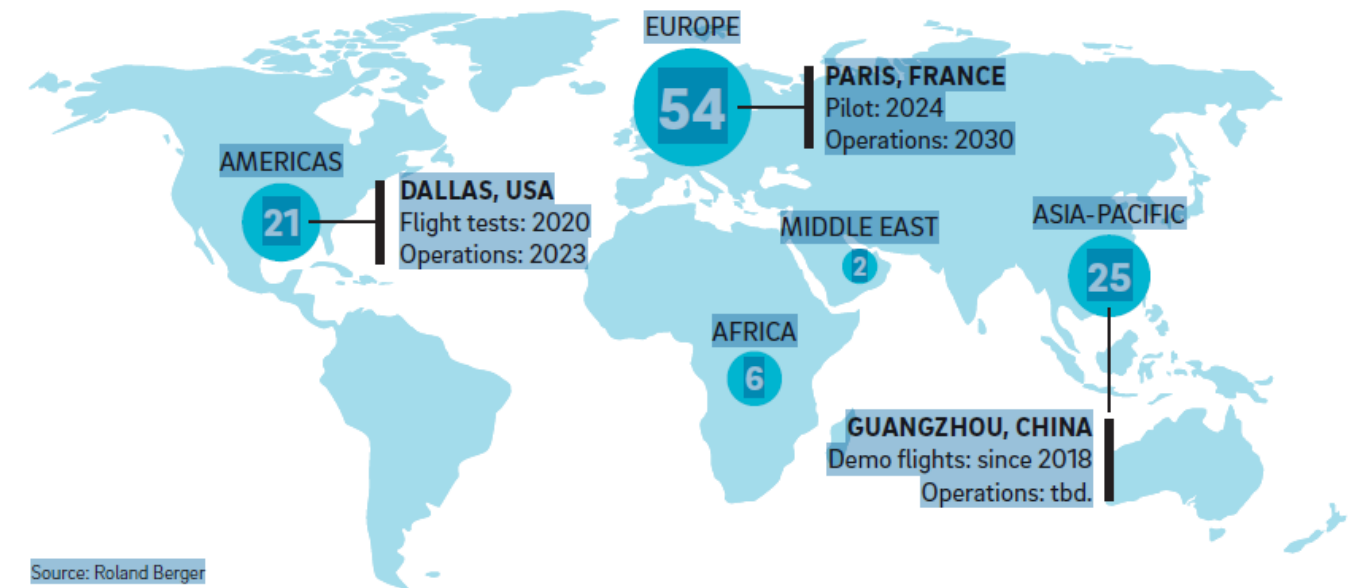 EUROPE
54
PARIS, FRANCE
Pilot: 2024
Operations: 2030
AMERICAS
21
DALLAS, USA
Flight tests: 2020
Operations: 2023
MIDDLE EAST
2
ASIA-PACIFIC
25
AFRICA
6
GUANGZHOU, CHINA
Demo flights: since 2018
Operations: tbd.
Source: Roland Berger